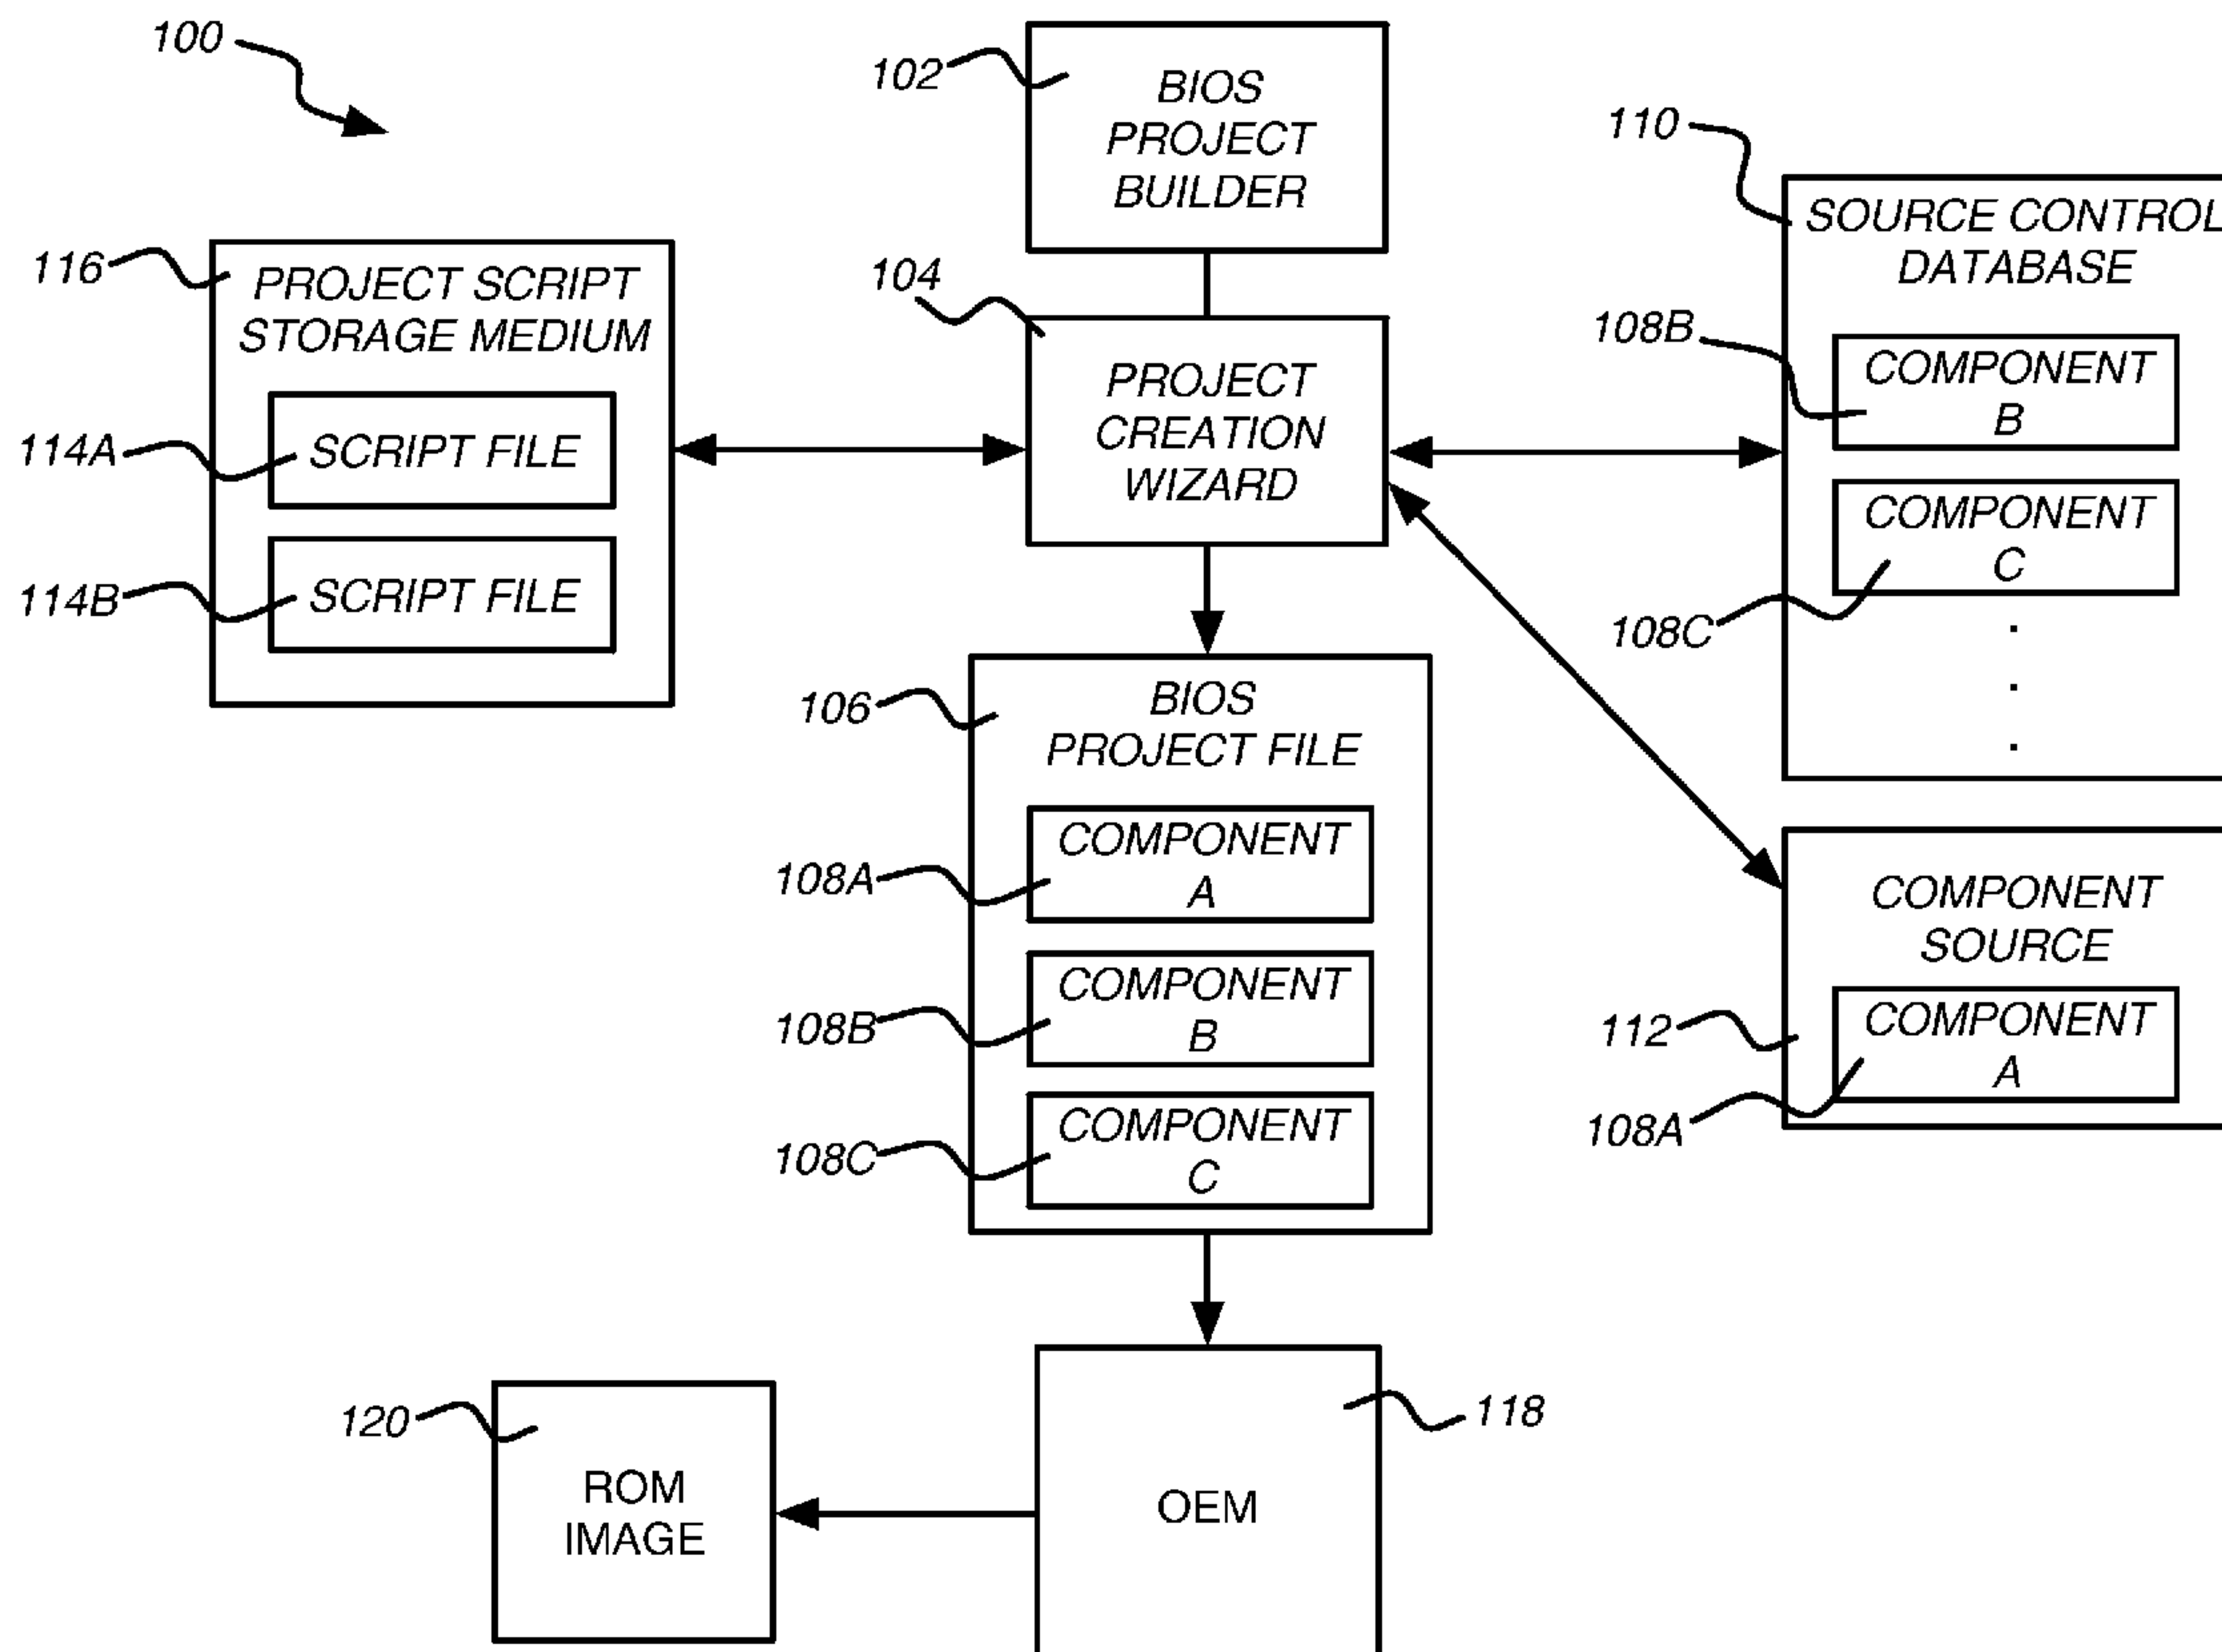 100
102
BIOS
PROJECT
BUILDER
110
SOURCE CONTROL
DATABASE
108B
COMPONENT
B
COMPONENT
C
108C
.
.
.
116
PROJECT SCRIPT
STORAGE MEDIUM
114A
SCRIPT FILE
114B
SCRIPT FILE
104
PROJECT
CREATION
WIZARD
106
BIOS
PROJECT FILE
108A
COMPONENT
A
108B
COMPONENT
B
108C
COMPONENT
C
COMPONENT
SOURCE
112
COMPONENT
A
108A
120
ROM
IMAGE
118
OEM